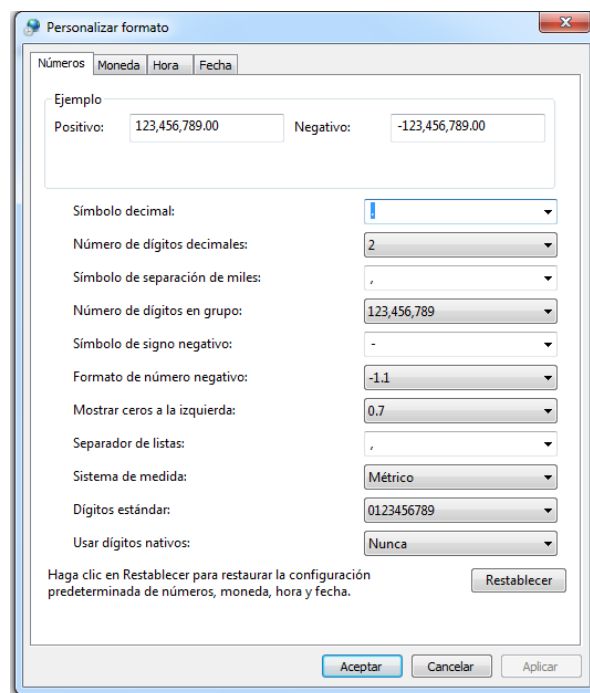 Personalizar formato
Números Moneda Hora Fecha
Ejemplo
Positivo: 123,456,789.00 Negativo: -123,456,789.00
Símbolo decimal: .
Número de dígitos decimales: 2
Símbolo de separación de miles: ,
Número de dígitos en grupo: 123,456,789
Símbolo de signo negativo: -
Formato de número negativo: -1.1
Mostrar ceros a la izquierda: 0.7
Separador de listas: ,
Sistema de medida: Métrico
Dígitos estándar: 0123456789
Usar dígitos nativos: Nunca
Haga clic en Restablecer para restaurar la configuración
predeterminada de números, moneda, hora y fecha.
Restablecer
Aceptar Cancelar Aplicar